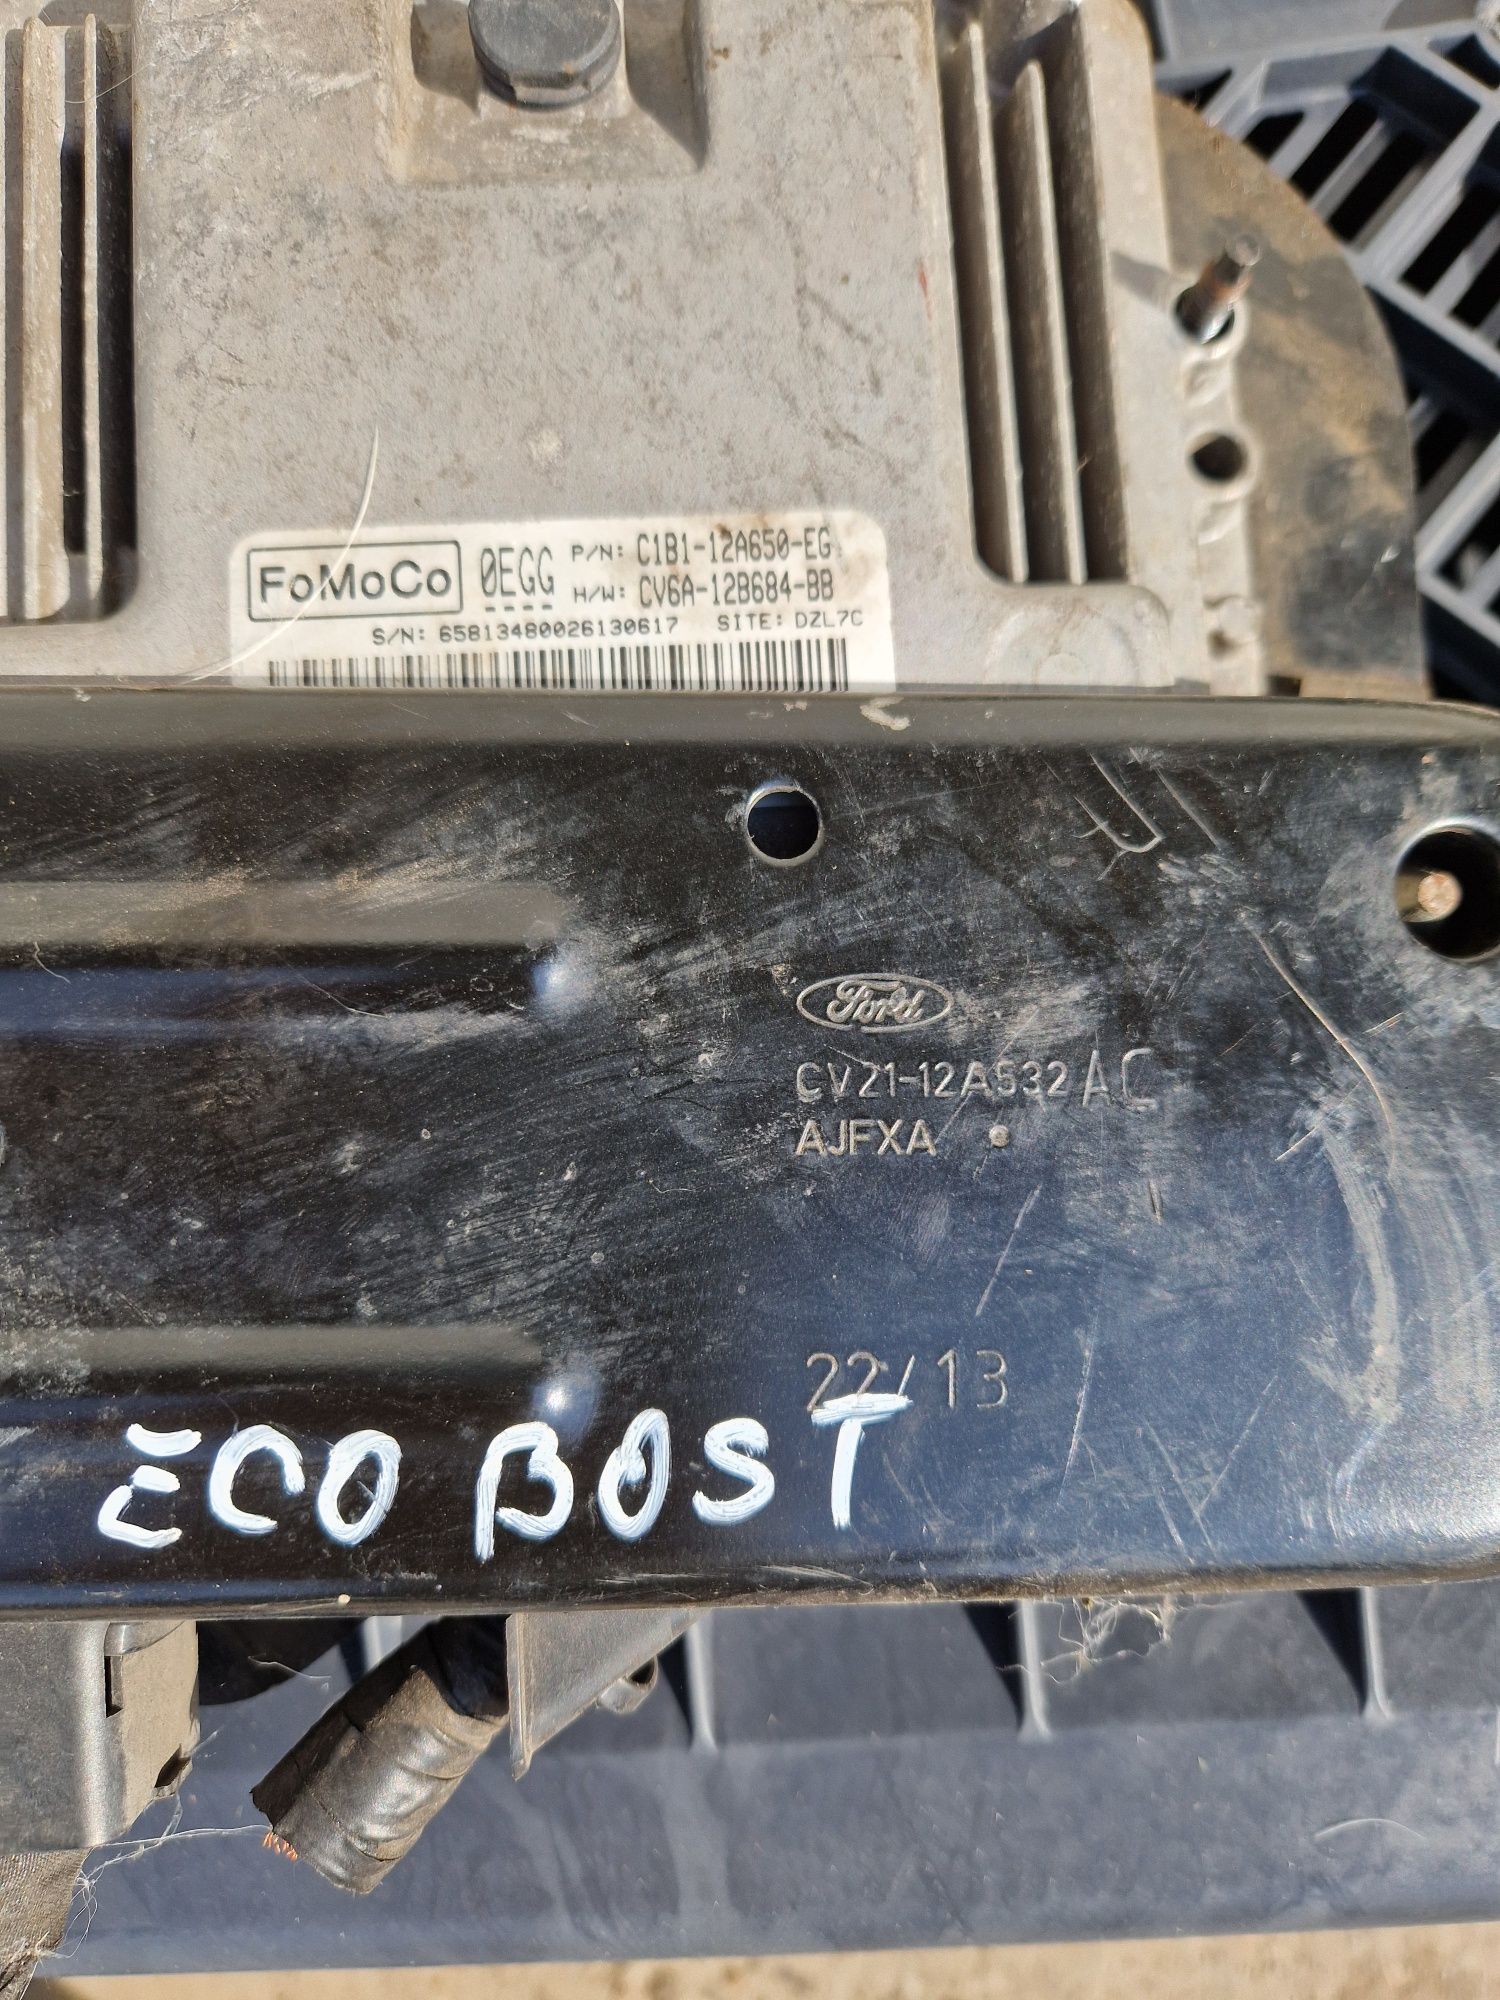 FoMoCo 0EGG P/N: C1B1-12A650-EG
H/W: CV6A-12B684-BB
S/N: 65813480026130617 SITE: DZL7C
Ford
CV21-12A532 AC
AJFXA
22/13
ECO BOST